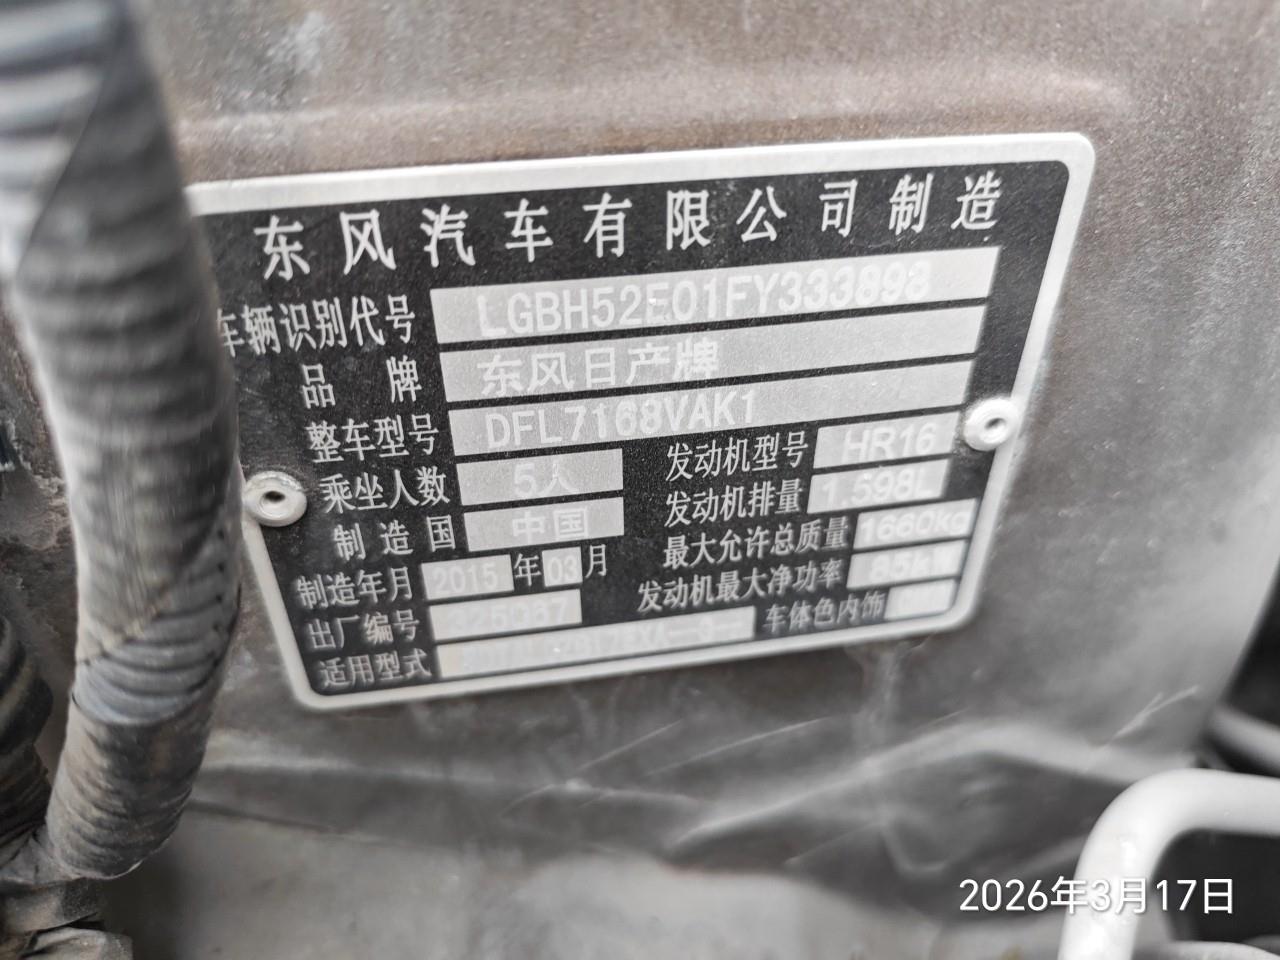 东风汽车有限公司制造
车辆识别代号 LGBH52E01FY333898
品牌 东风日产牌
整车型号 DFL7168VAK1
乘坐人数 5人 发动机型号 HR16
制造国 中国 发动机排量 1.598L
制造年月 2015年03月 最大允许总质量 1660kg
出厂编号 325087 发动机最大净功率 85kW
适用型式 车体色内饰
2026年3月17日